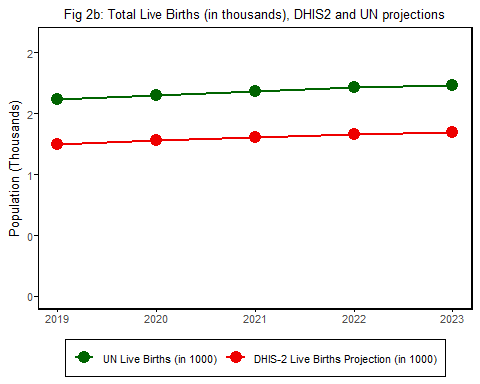 Fig 2b: Total Live Births (in thousands), DHIS2 and UN projections
Population (Thousands)
2
2
1
0
0
2019 2020 2021 2022 2023
UN Live Births (in 1000) DHIS-2 Live Births Projection (in 1000)